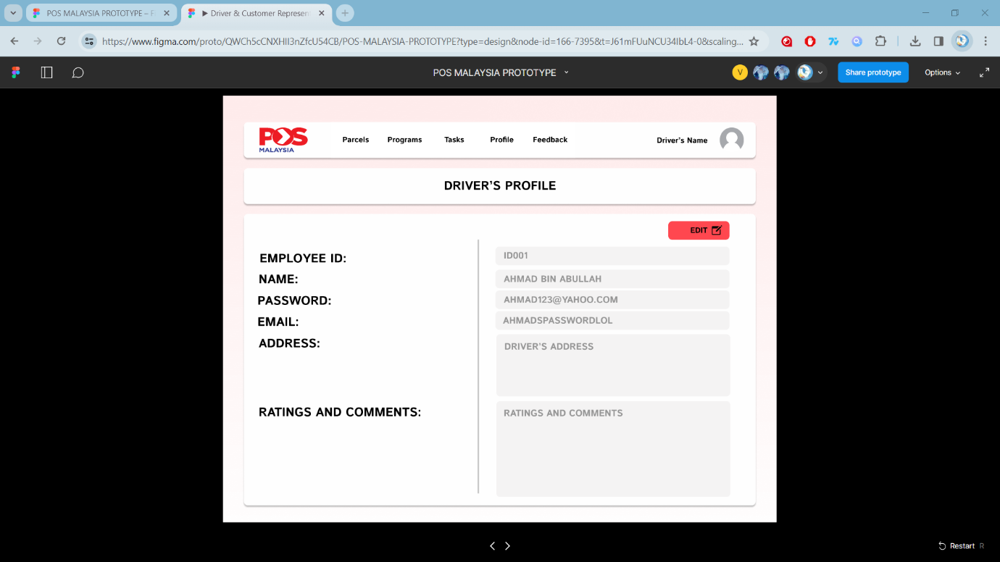 POS MALAYSIA PROTOTYPE – F
▶ Driver & Customer Represen
https://www.figma.com/proto/QWCh5cCNXHIl3nZfcU54CB/POS-MALAYSIA-PROTOTYPE?type=design&node-id=166-7395&t=J61mFUuNCU34IbL4-0&scaling...
POS MALAYSIA PROTOTYPE
V
Share prototype
Options
POS
MALAYSIA
Parcels
Programs
Tasks
Profile
Feedback
Driver's Name
DRIVER'S PROFILE
EDIT
EMPLOYEE ID:
ID001
NAME:
AHMAD BIN ABULLAH
PASSWORD:
AHMAD123@YAHOO.COM
EMAIL:
AHMADSPASSWORDLOL
ADDRESS:
DRIVER'S ADDRESS
RATINGS AND COMMENTS:
RATINGS AND COMMENTS
Restart R